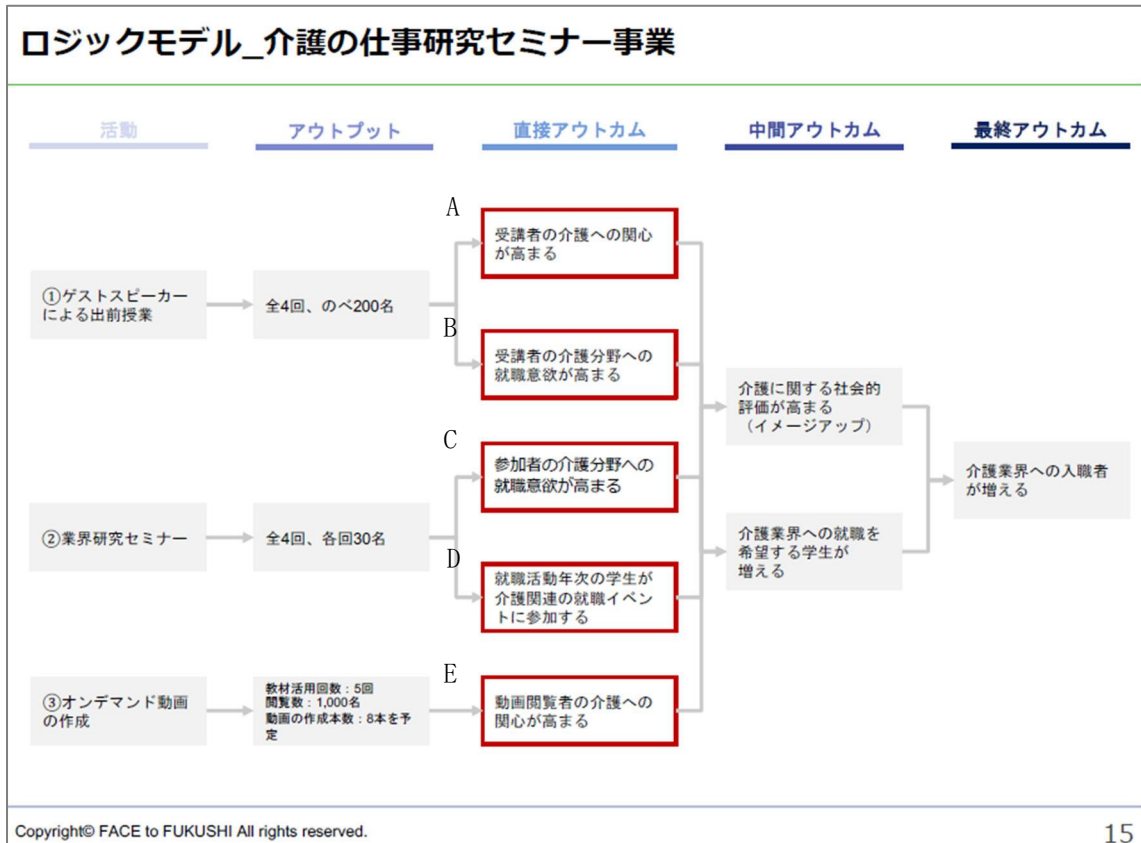 ロジックモデル_介護の仕事研究セミナー事業
活動
アウトプット
直接アウトカム
中間アウトカム
最終アウトカム
A
受講者の介護への関心
が高まる
①ゲストスピーカー
による出前授業
全4回、のべ200名
B
受講者の介護分野への
就職意欲が高まる
介護に関する社会的
評価が高まる
（イメージアップ）
C
参加者の介護分野への
就職意欲が高まる
介護業界への入職者
が増える
②業界研究セミナー
全4回、各回30名
介護業界への就職を
希望する学生が
増える
D
就職活動年次の学生が
介護関連の就職イベン
トに参加する
E
③オンデマンド動画
の作成
教材活用回数：5回
閲覧数：1,000名
動画の作成本数：8本を予
定
動画閲覧者の介護への
関心が高まる
Copyright© FACE to FUKUSHI All rights reserved.
15